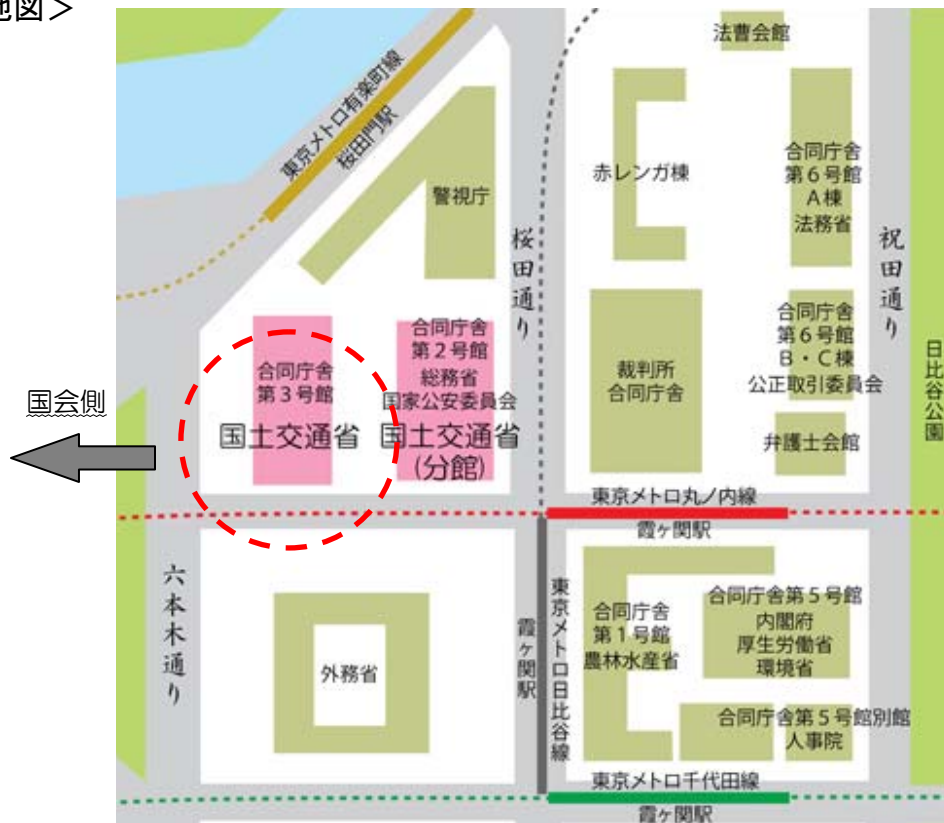 地図＞
法曹会館
東京メトロ有楽町線
桜田門駅
警視庁
赤レンガ棟
合同庁舎
第６号館
Ａ棟
法務省
桜田通り
祝田通り
合同庁舎
第３号館
国土交通省
合同庁舎
第２号館
総務省
国家公安委員会
国土交通省
(分館)
裁判所
合同庁舎
合同庁舎
第６号館
Ｂ・Ｃ棟
公正取引委員会
弁護士会館
日比谷公園
国会側
東京メトロ丸ノ内線
霞ヶ関駅
六本木通り
外務省
霞ヶ関駅
東京メトロ日比谷線
合同庁舎
第１号館
農林水産省
合同庁舎第５号館
内閣府
厚生労働省
環境省
合同庁舎第５号館別館
人事院
東京メトロ千代田線
霞ヶ関駅